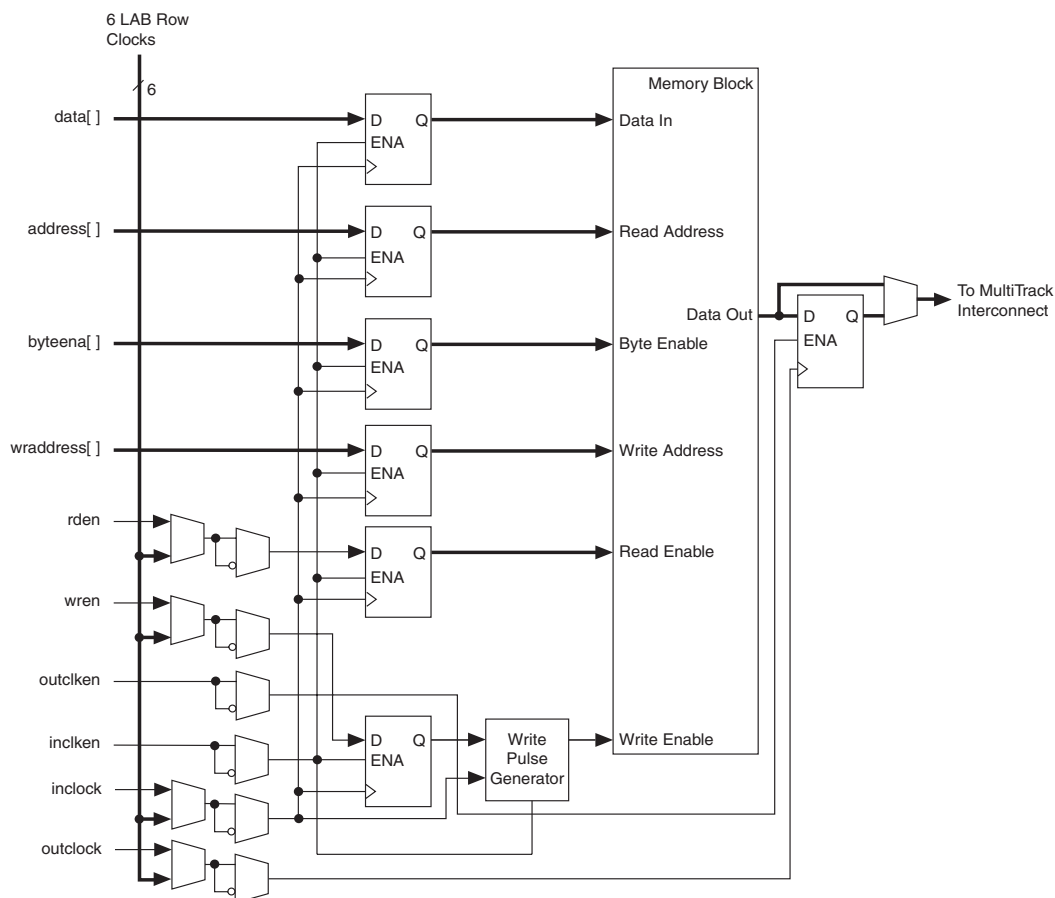 6 LAB Row
Clocks
6
Memory Block
data[ ]
D Q
ENA
Data In
address[ ]
D Q
ENA
Read Address
To MultiTrack
Interconnect
Data Out
D Q
ENA
byteena[ ]
D Q
ENA
Byte Enable
wraddress[ ]
D Q
ENA
Write Address
rden
D Q
ENA
Read Enable
wren
outclken
inclken
D Q
ENA
Write
Pulse
Generator
Write Enable
inclock
outclock